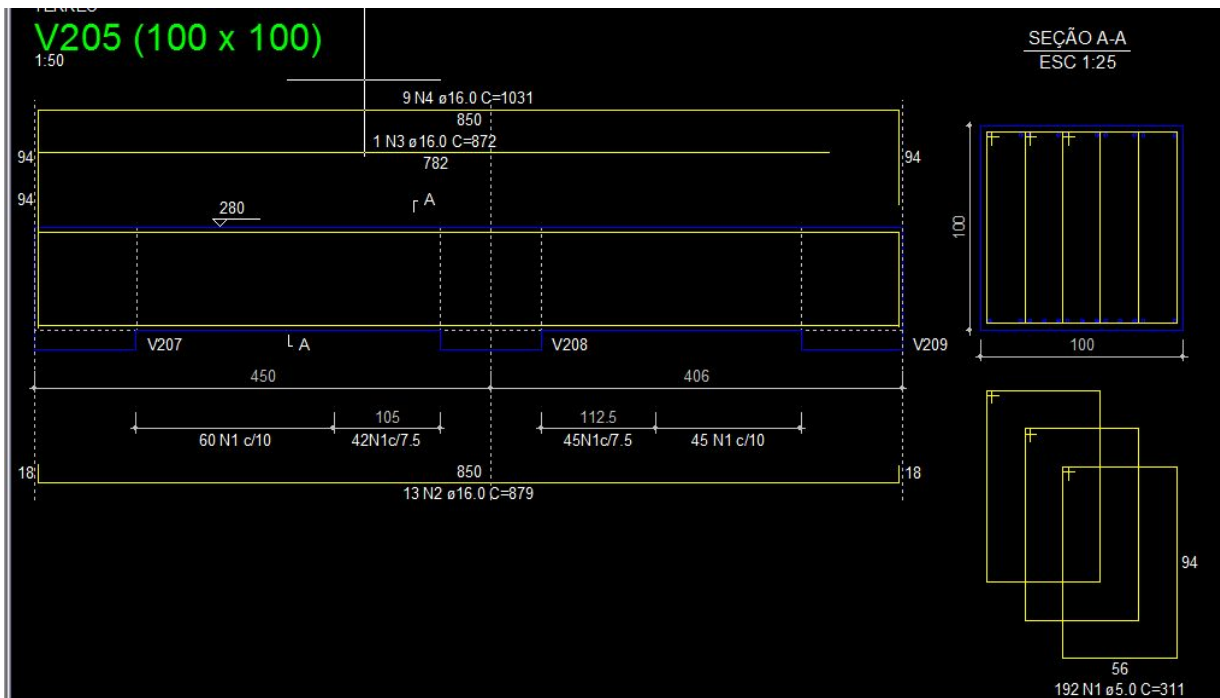 TÉRREO
V205 (100 x 100)
1:50
SEÇÃO A-A
ESC 1:25
9 N4 ø16.0 C=1031
850
1 N3 ø16.0 C=872
782
94
94
94
280
A
100
100
V207
A
V208
V209
450
406
105
112.5
60 N1 c/10
42N1c/7.5
45N1c/7.5
45 N1 c/10
18
850
18
13 N2 ø16.0 C=879
94
56
192 N1 ø5.0 C=311